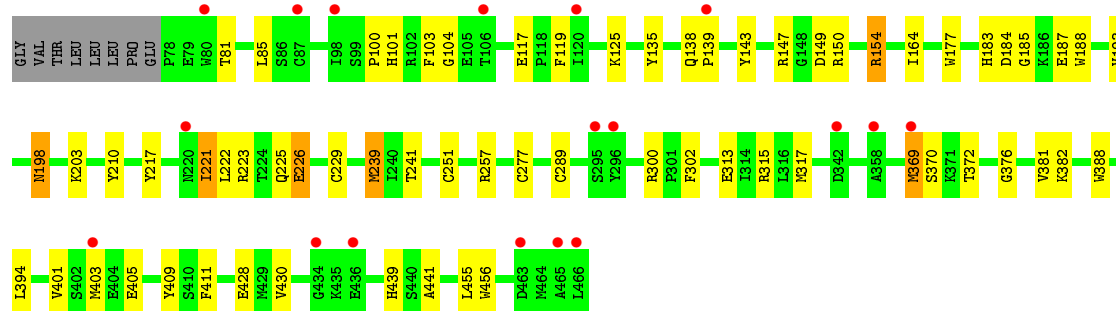 GLY VAL THR LEU LEU LEU PRO GLU P78 E79 W80 T81 L85 S86 C87 I98 S99 P100 H101 R102 F103 G104 E105 T106 E117 P118 F119 I120 K125 Y135 Q138 P139 Y143 R147 G148 D149 R150 R154 I164 W177 H183 D184 G185 K186 E187 W188
N198 K203 Y210 Y217 N220 I221 L222 R223 T224 Q225 E226 C229 M239 I240 T241 C251 R257 C277 C289 S295 Y296 R300 P301 F302 E313 I314 R315 L316 M317 D342 A358 M369 S370 K371 T372 G376 V381 K382 W388
L394 V401 S402 M403 E404 E405 Y409 S410 F411 E428 M429 V430 G434 K435 E436 H439 S440 A441 L455 W456 D463 M464 A465 L466